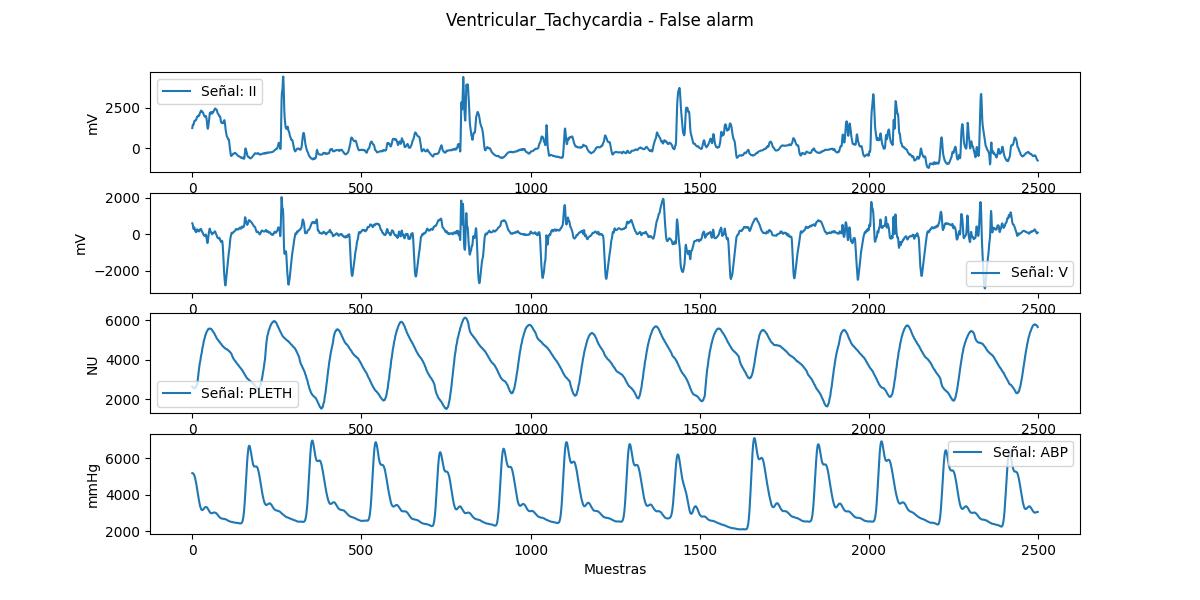 Ventricular_Tachycardia - False alarm
2500
0
mV
Señal: II
0 500 1000 1500 2000 2500
2000
0
−2000
mV
Señal: V
0 500 1000 1500 2000 2500
6000
4000
2000
NU
Señal: PLETH
0 500 1000 1500 2000 2500
6000
4000
2000
mmHg
Señal: ABP
0 500 1000 1500 2000 2500
Muestras